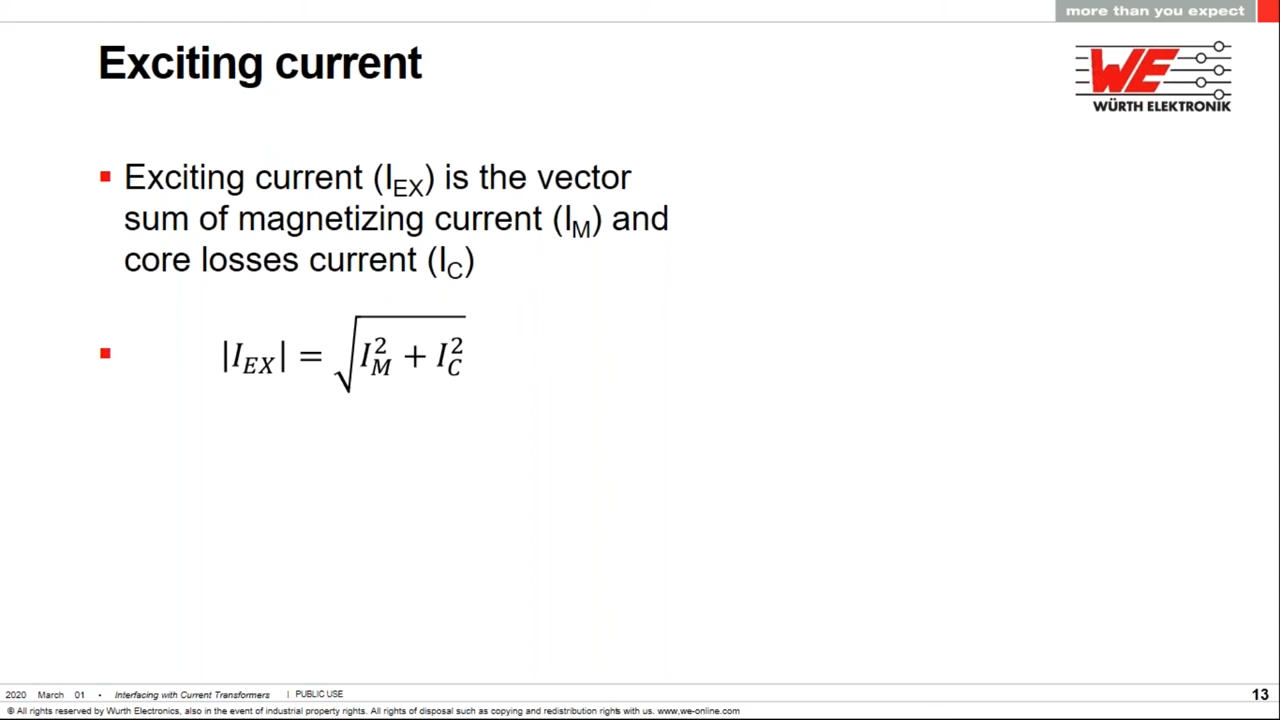 more than you expect
Exciting current
WE
WÜRTH ELEKTRONIK
▪ Exciting current (I_EX) is the vector
sum of magnetizing current (I_M) and
core losses current (I_C)
▪ |I_EX| = √(I_M² + I_C²)
2020 March 01 • Interfacing with Current Transformers | PUBLIC USE 13
© All rights reserved by Wurth Electronics, also in the event of industrial property rights. All rights of disposal such as copying and redistribution rights with us. www.we-online.com